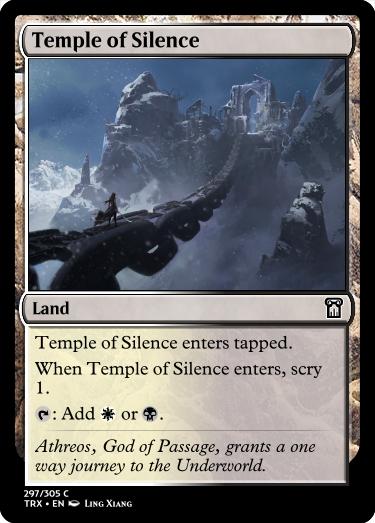 Temple of Silence
Land
Temple of Silence enters tapped.
When Temple of Silence enters, scry
1.
: Add or .
Athreos, God of Passage, grants a one
way journey to the Underworld.
297/305 C
TRX • EN Ling Xiang